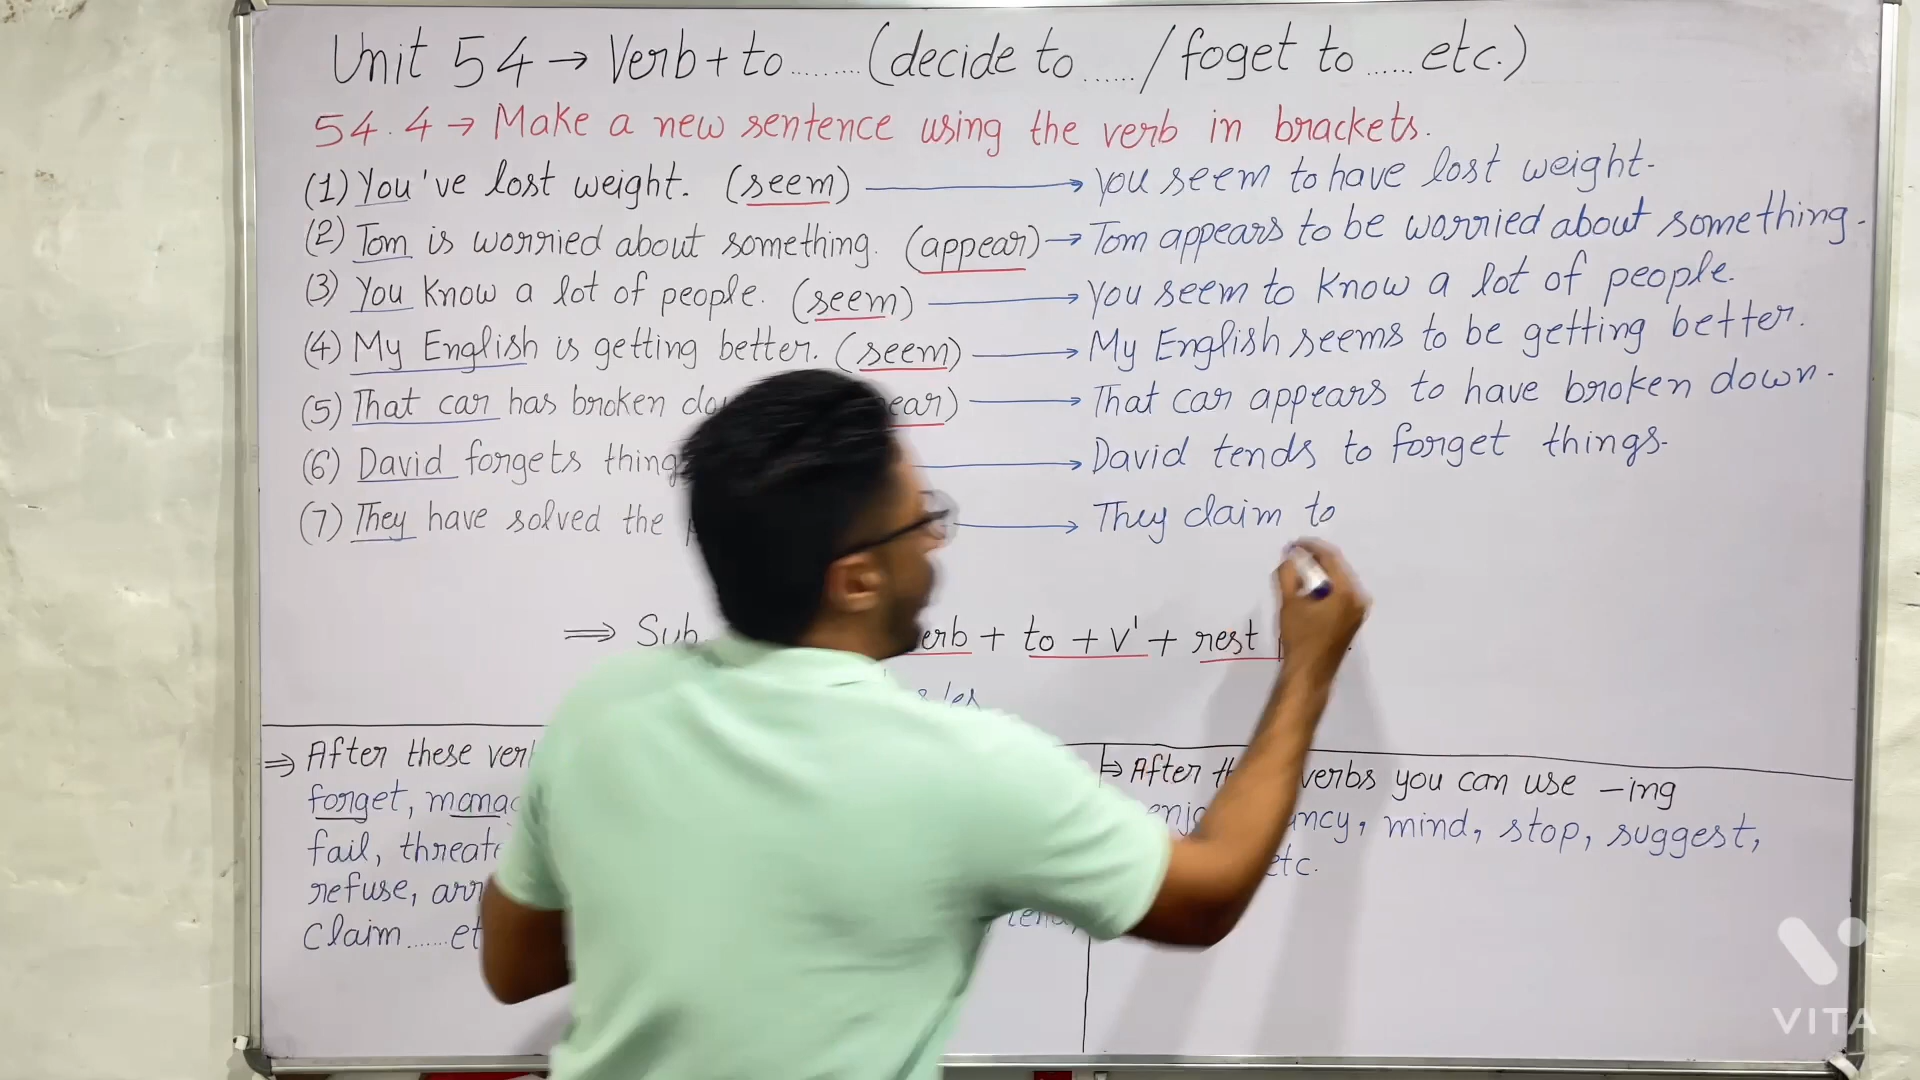 Unit 54 → Verb + to ........ (decide to ...... / foget to ...... etc.)
54.4 → Make a new sentence using the verb in brackets.
(1) You've lost weight. (seem) → You seem to have lost weight.
(2) Tom is worried about something. (appear) → Tom appears to be worried about something.
(3) You know a lot of people. (seem) → You seem to know a lot of people.
(4) My English is getting better. (seem) → My English seems to be getting better.
(5) That car has broken → That car appears to have broken down.
(6) David forgets → David tends to forget things.
(7) They have solved the → They claim to
⇒ Sub + to + V¹ + rest
⇒ After these
forget,
fail,
refuse,
claim ......
⇒ After verbs you can use -ing
mind, stop, suggest,
etc.
VITA